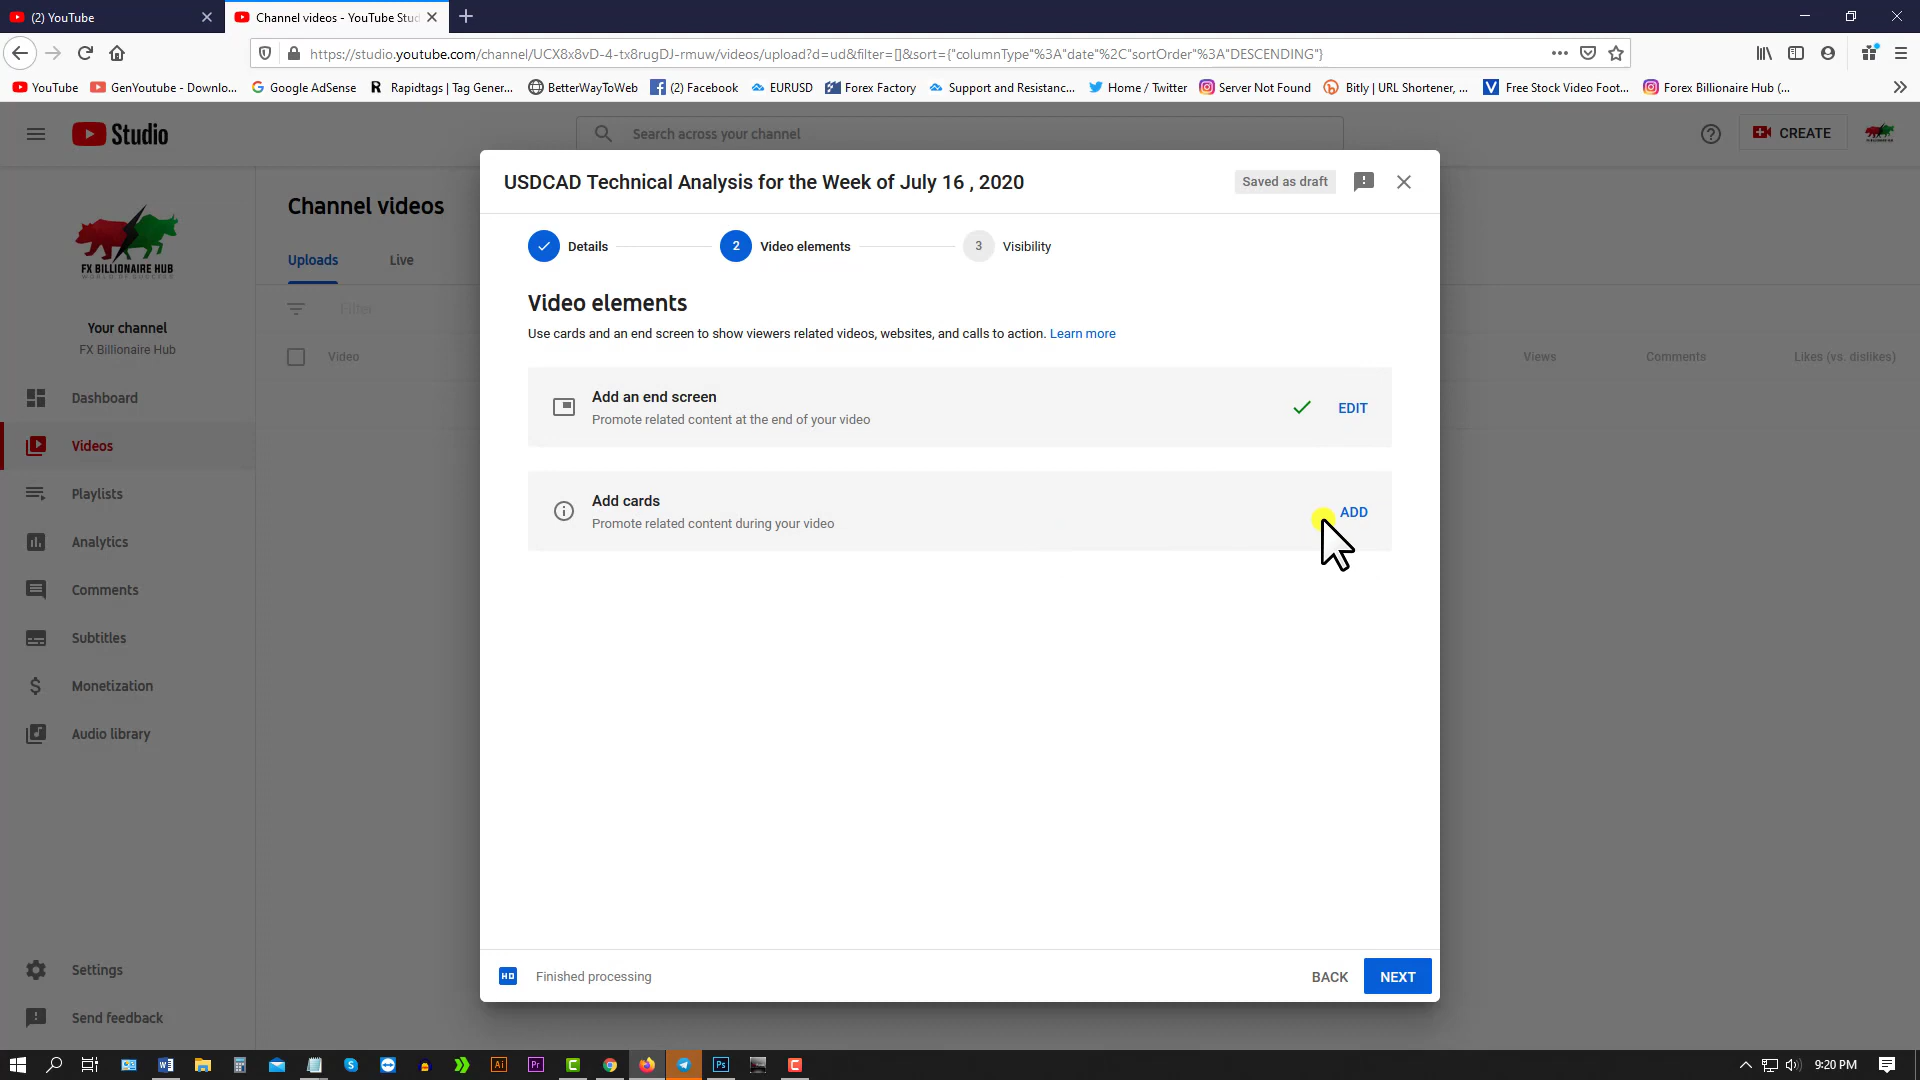 (2) YouTube
Channel videos - YouTube Stud
https://studio.youtube.com/channel/UCX8x8vD-4-tx8rugDJ-rmuw/videos/upload?d=ud&filter=[]&sort={"columnType"%3A"date"%2C"sortOrder"%3A"DESCENDING"}
YouTube
GenYoutube - Downlo...
Google AdSense
Rapidtags | Tag Gener...
BetterWayToWeb
(2) Facebook
EURUSD
Forex Factory
Support and Resistanc...
Home / Twitter
Server Not Found
Bitly | URL Shortener, ...
Free Stock Video Foot...
Forex Billionaire Hub (...
Studio
Search across your channel
CREATE
FX BILLIONAIRE HUB
WORLD OF SUCCESS
Your channel
FX Billionaire Hub
Dashboard
Videos
Playlists
Analytics
Comments
Subtitles
Monetization
Audio library
Settings
Send feedback
Channel videos
Uploads
Live
Filter
Video
Views
Comments
Likes (vs. dislikes)
USDCAD Technical Analysis for the Week of July 16 , 2020
Saved as draft
Details
2
Video elements
3
Visibility
Video elements
Use cards and an end screen to show viewers related videos, websites, and calls to action. Learn more
Add an end screen
Promote related content at the end of your video
EDIT
Add cards
Promote related content during your video
ADD
HD
Finished processing
BACK
NEXT
9:20 PM